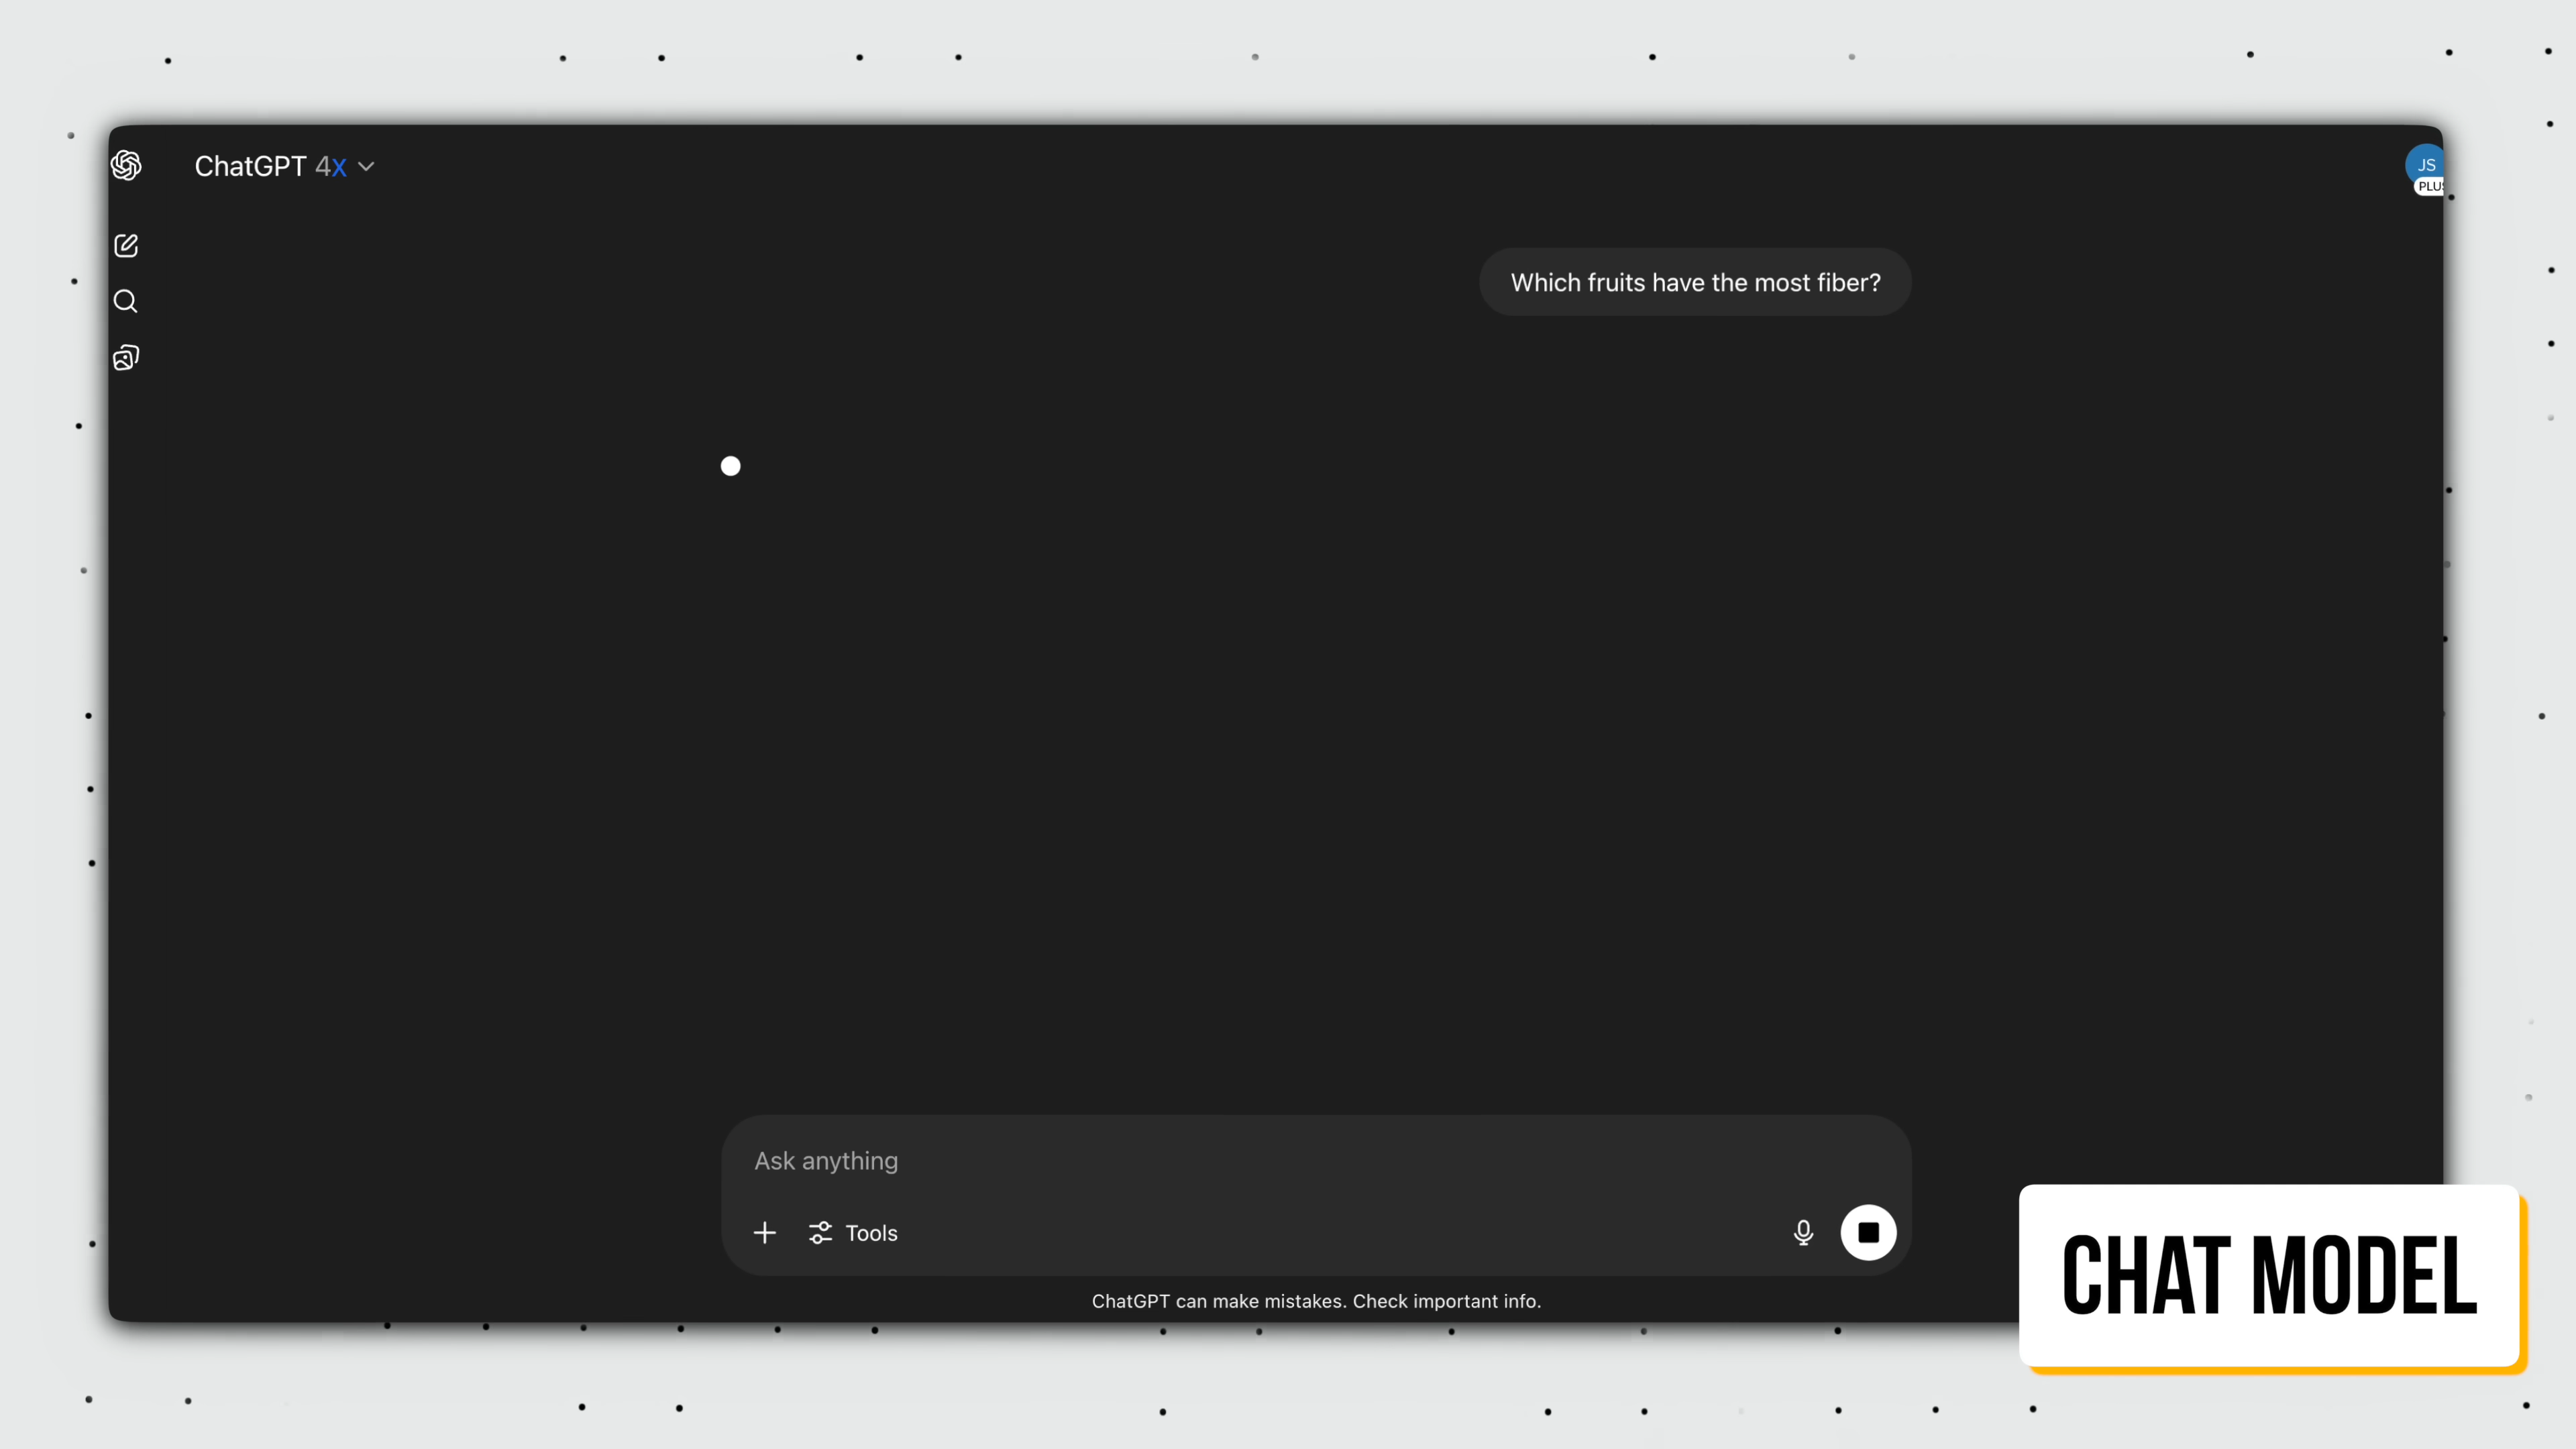 ChatGPT 4x
JS
PLUS
Which fruits have the most fiber?
Ask anything
Tools
ChatGPT can make mistakes. Check important info.
CHAT MODEL